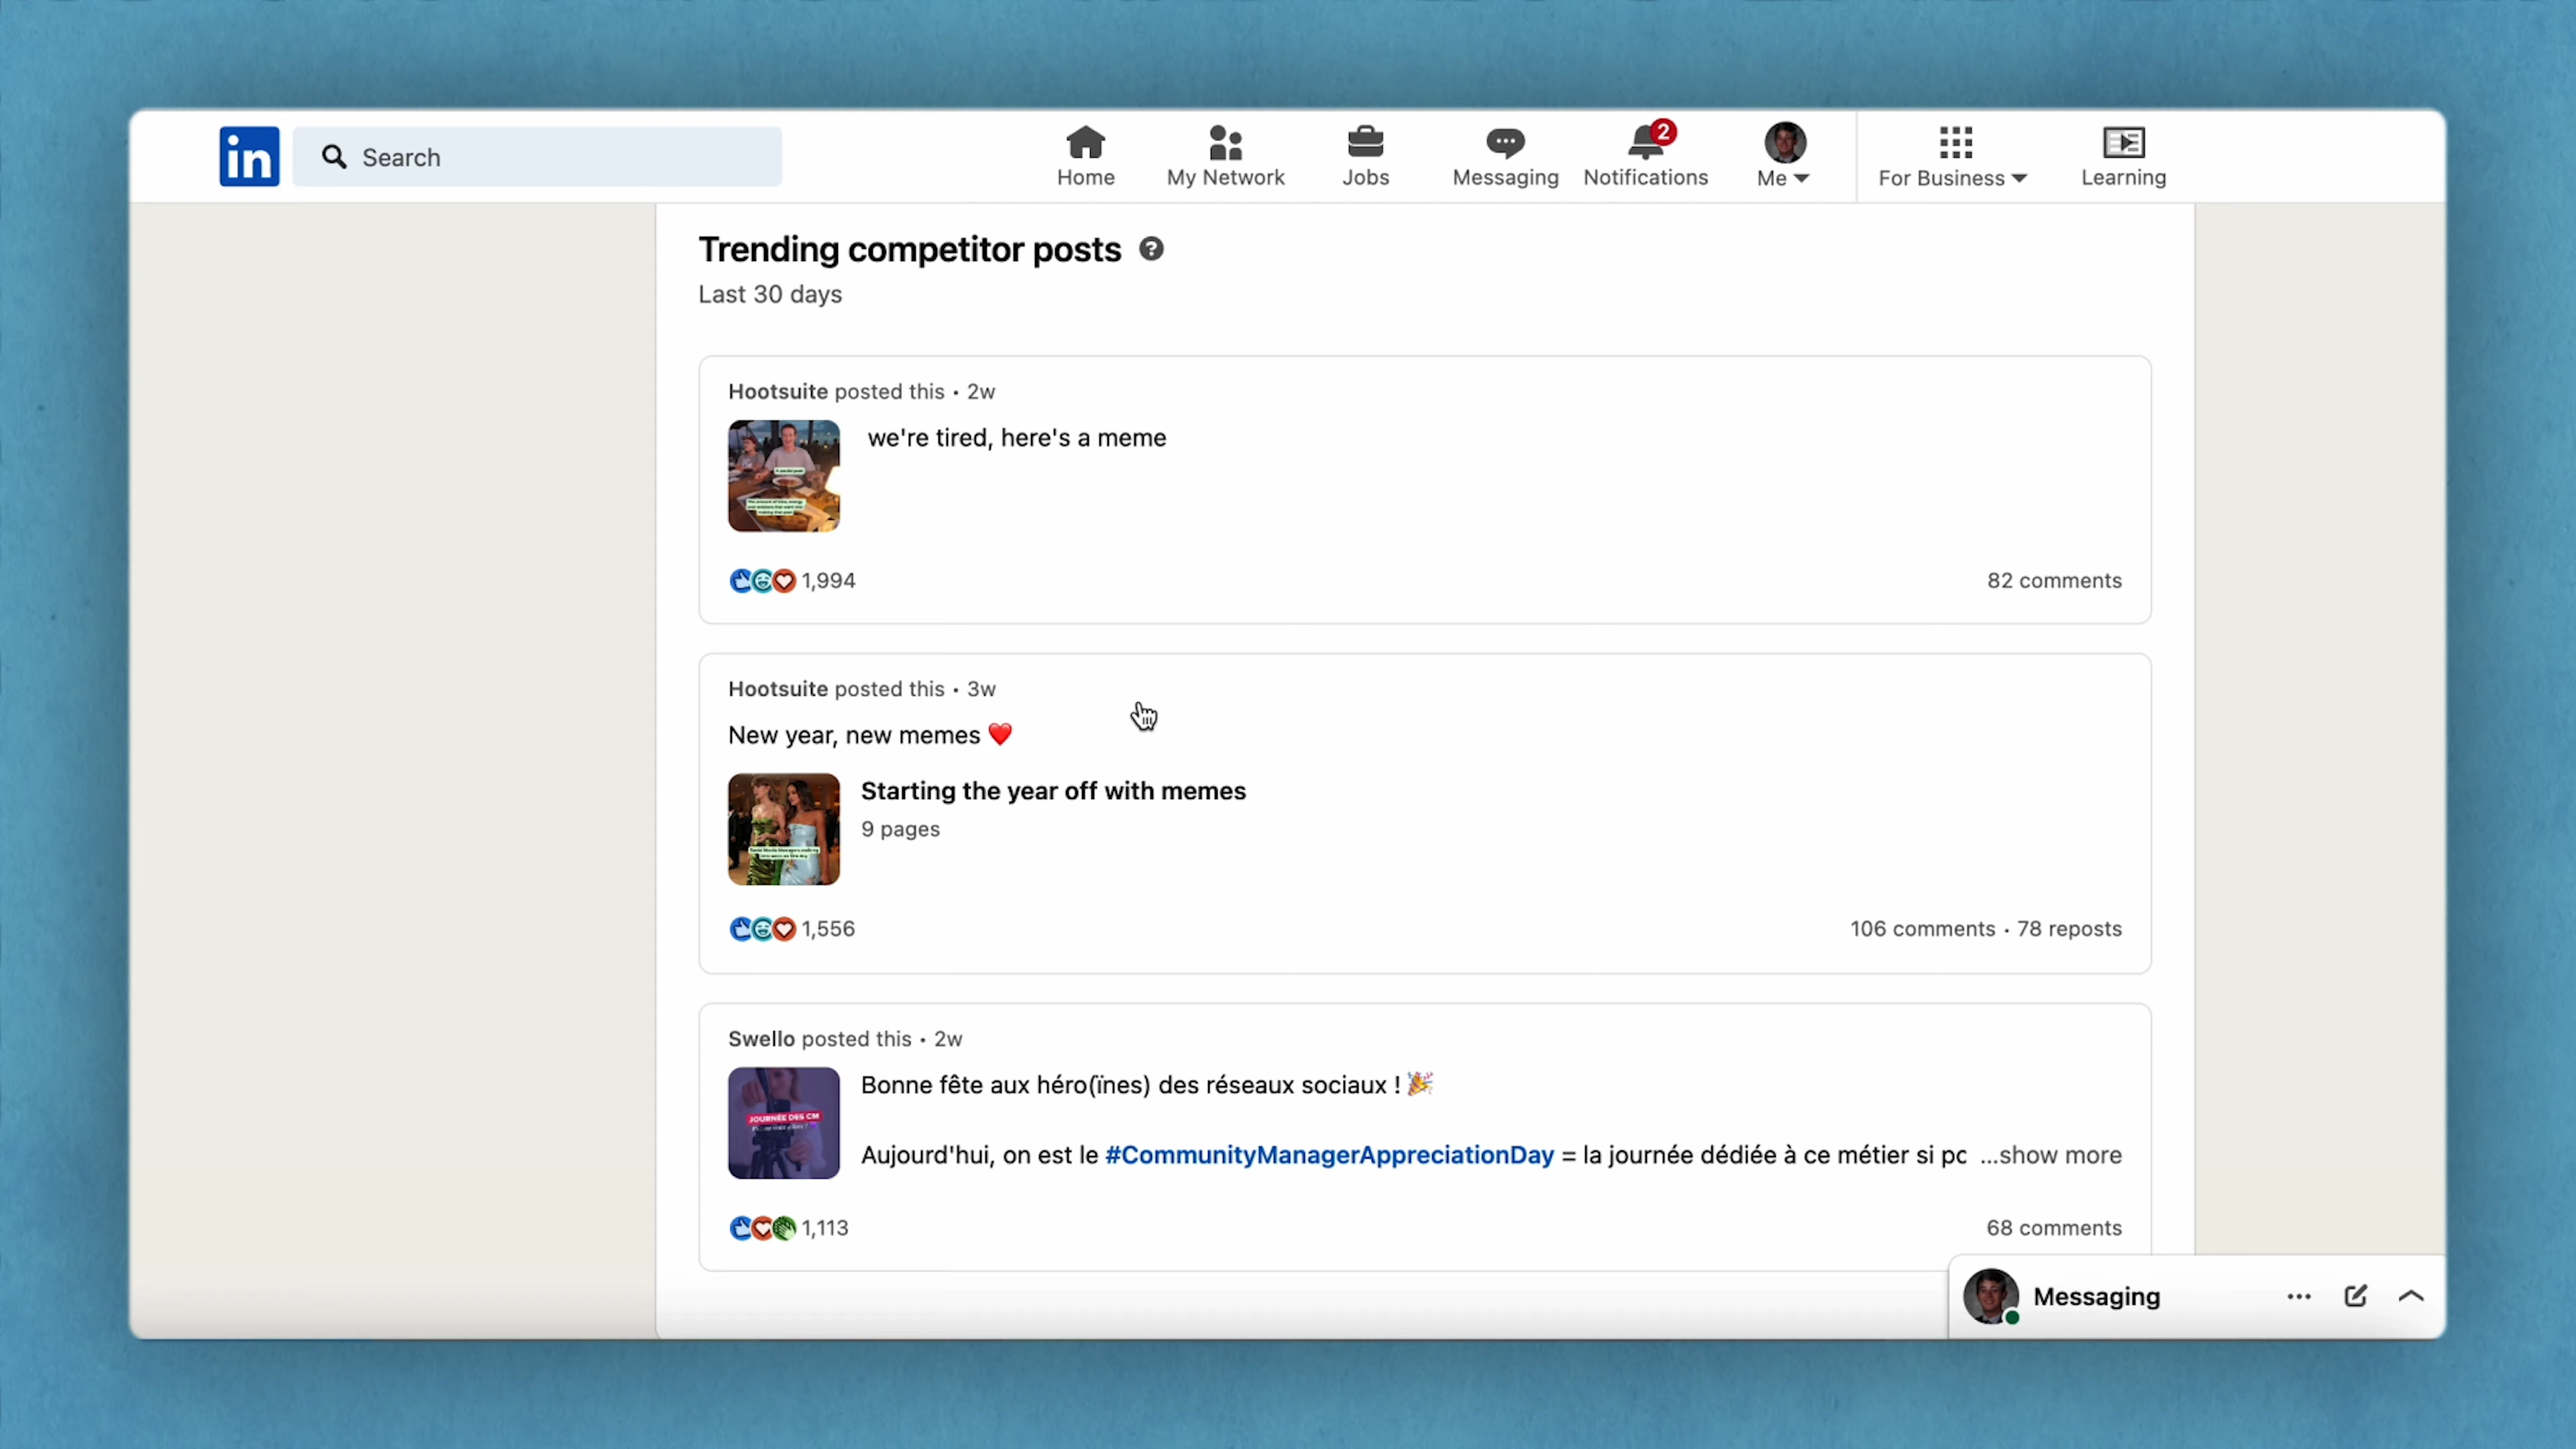 in
Search
Home
My Network
Jobs
Messaging
2
Notifications
Me
For Business
Learning
Trending competitor posts ?
Last 30 days
Hootsuite posted this • 2w
we're tired, here's a meme
1,994
82 comments
Hootsuite posted this • 3w
New year, new memes ❤️
Starting the year off with memes
9 pages
1,556
106 comments • 78 reposts
Swello posted this • 2w
JOURNÉE DES CM
Bonne fête aux héro(ïnes) des réseaux sociaux ! 🎉
Aujourd'hui, on est le #CommunityManagerAppreciationDay = la journée dédiée à ce métier si pc ...show more
1,113
68 comments
Messaging